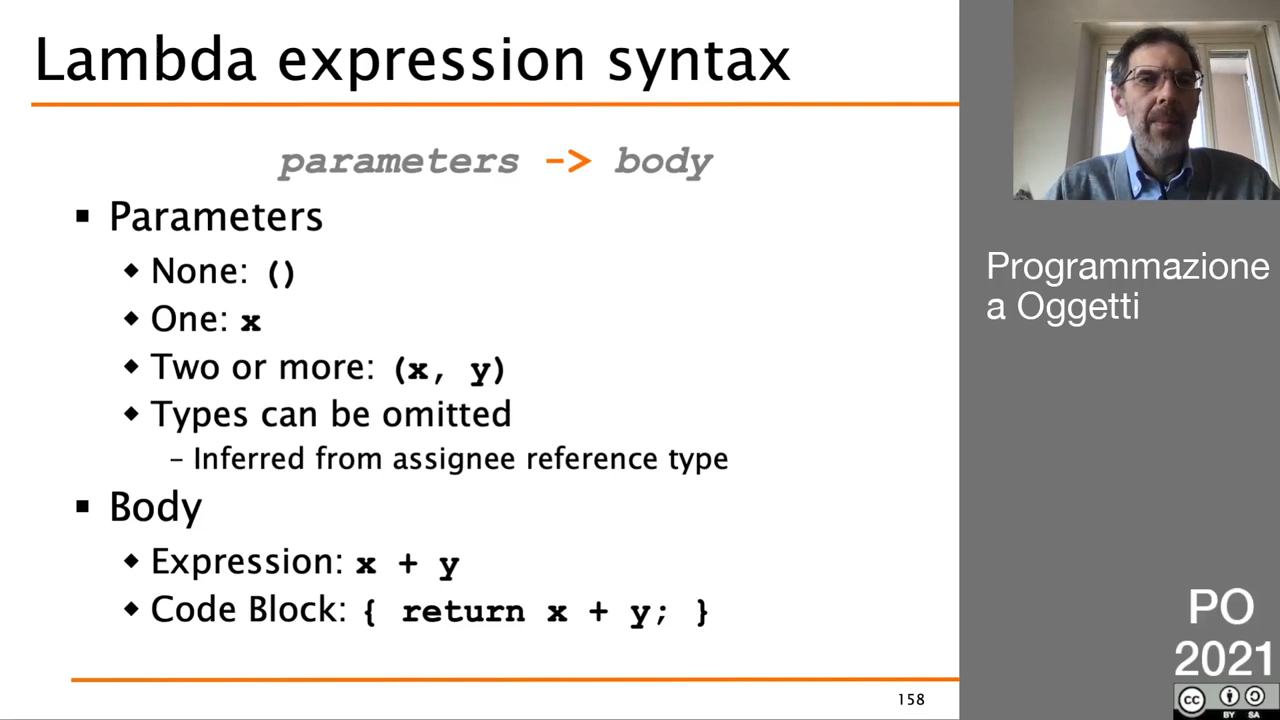 Lambda expression syntax
parameters -> body
▪ Parameters
◆ None: ()
◆ One: x
◆ Two or more: (x, y)
◆ Types can be omitted
– Inferred from assignee reference type
▪ Body
◆ Expression: x + y
◆ Code Block: { return x + y; }
158
Programmazione
a Oggetti
PO
2021
cc
BY SA